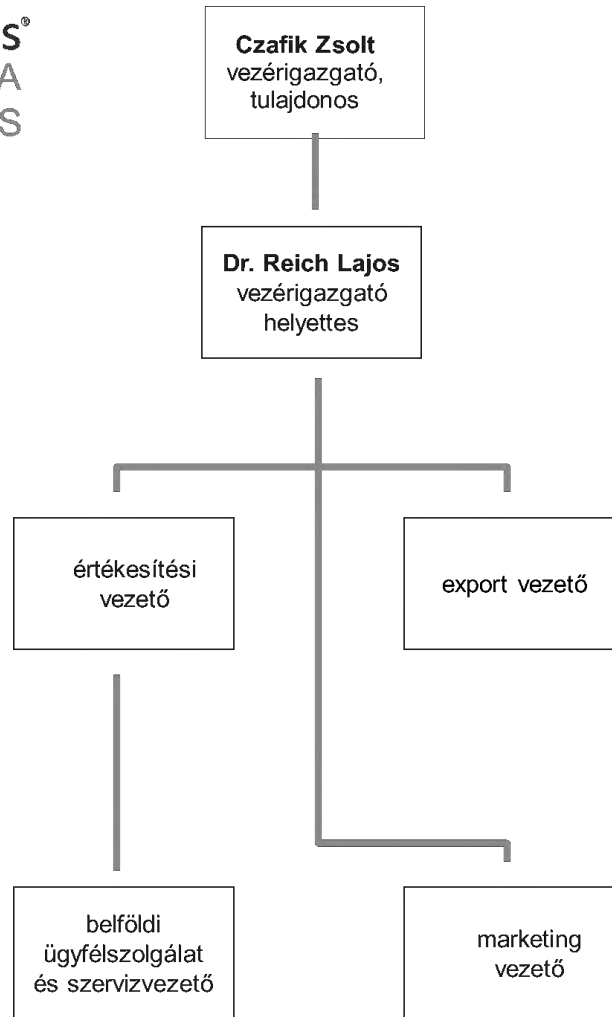 s®
A
S
Czafik Zsolt
vezérigazgató,
tulajdonos
Dr. Reich Lajos
vezérigazgató
helyettes
értékesítési
vezető
export vezető
belföldi
ügyfélszolgálat
és szervizvezető
marketing
vezető